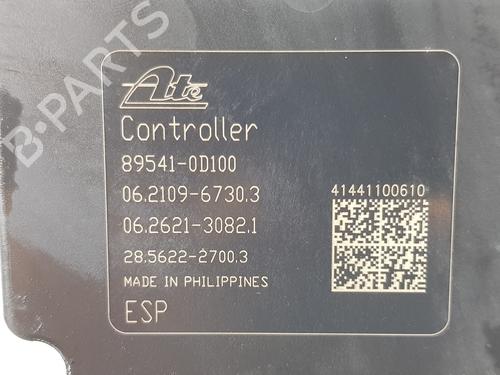 B-PARTS
Ate
Controller
89541-0D100
06.2109-6730.3
41441100610
06.2621-3082.1
28.5622-2700.3
MADE IN PHILIPPINES
ESP